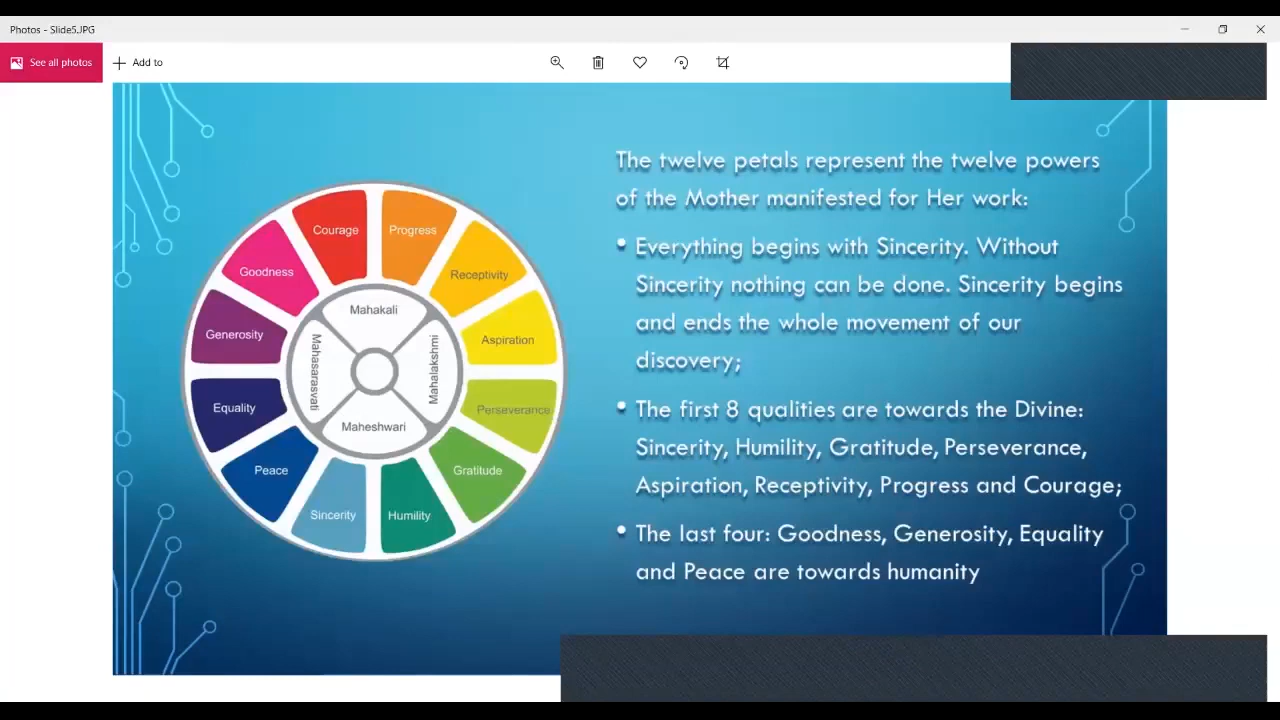 Photos - Slide5.JPG
See all photos
Add to
The twelve petals represent the twelve powers
of the Mother manifested for Her work:
• Everything begins with Sincerity. Without
Sincerity nothing can be done. Sincerity begins
and ends the whole movement of our
discovery;
• The first 8 qualities are towards the Divine:
Sincerity, Humility, Gratitude, Perseverance,
Aspiration, Receptivity, Progress and Courage;
• The last four: Goodness, Generosity, Equality
and Peace are towards humanity
Courage
Progress
Receptivity
Aspiration
Perseverance
Gratitude
Humility
Sincerity
Peace
Equality
Generosity
Goodness
Mahakali
Mahalakshmi
Maheshwari
Mahasarasvati